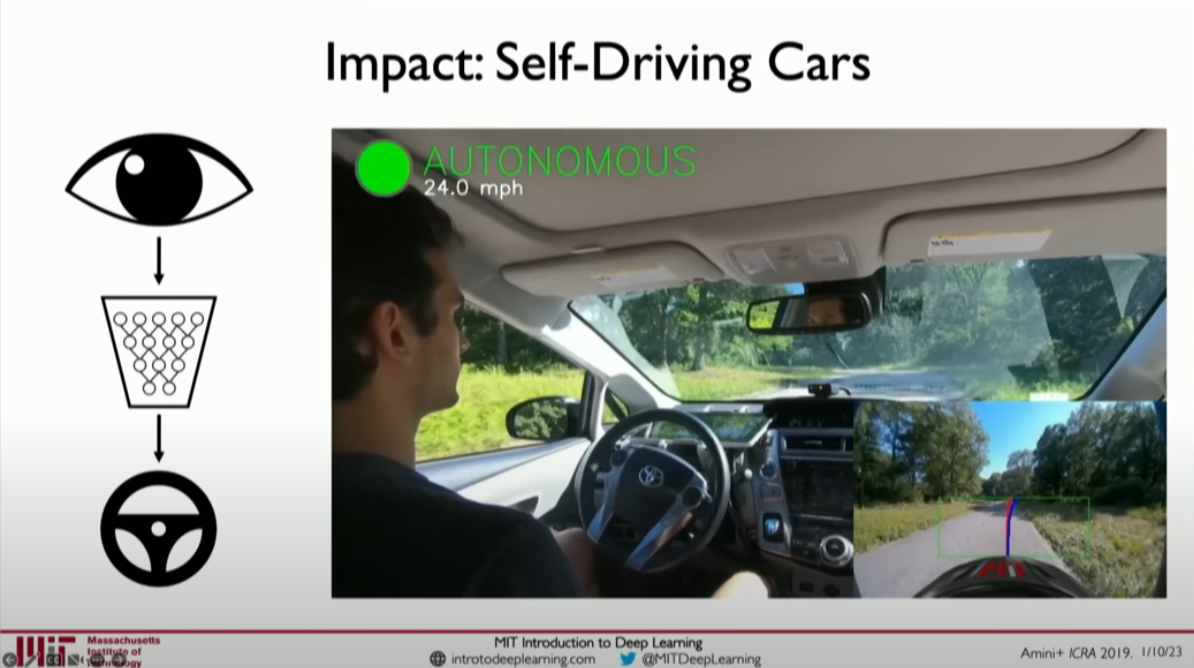 Impact: Self-Driving Cars
AUTONOMOUS
24.0 mph
MIT
Massachusetts
Institute of
Technology
MIT Introduction to Deep Learning
introtodeeplearning.com @MITDeepLearning
Amini+ ICRA 2019. 1/10/23